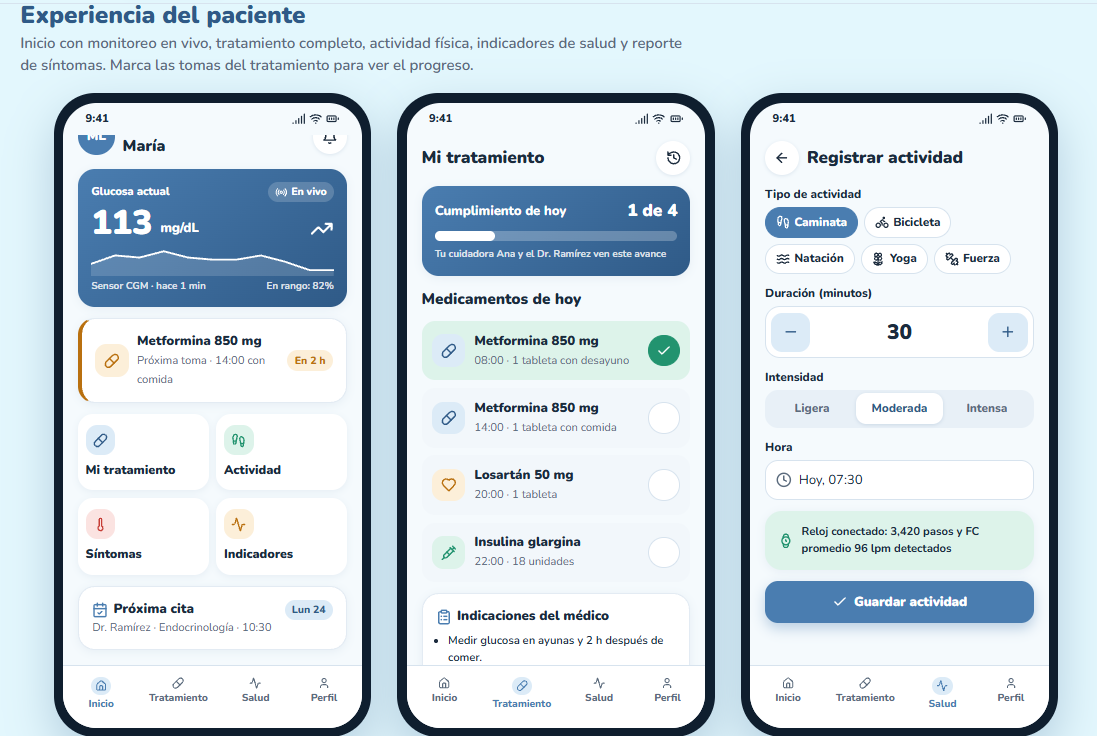 Experiencia del paciente
Inicio con monitoreo en vivo, tratamiento completo, actividad física, indicadores de salud y reporte
de síntomas. Marca las tomas del tratamiento para ver el progreso.
9:41
ML
María
Glucosa actual
En vivo
113 mg/dL
Sensor CGM · hace 1 min
En rango: 82%
Metformina 850 mg
Próxima toma · 14:00 con
comida
En 2 h
Mi tratamiento
Actividad
Síntomas
Indicadores
Próxima cita
Lun 24
Dr. Ramírez · Endocrinología · 10:30
Inicio
Tratamiento
Salud
Perfil
9:41
Mi tratamiento
Cumplimiento de hoy
1 de 4
Tu cuidadora Ana y el Dr. Ramírez ven este avance
Medicamentos de hoy
Metformina 850 mg
08:00 · 1 tableta con desayuno
Metformina 850 mg
14:00 · 1 tableta con comida
Losartán 50 mg
20:00 · 1 tableta
Insulina glargina
22:00 · 18 unidades
Indicaciones del médico
• Medir glucosa en ayunas y 2 h después de
comer.
Inicio
Tratamiento
Salud
Perfil
9:41
Registrar actividad
Tipo de actividad
Caminata
Bicicleta
Natación
Yoga
Fuerza
Duración (minutos)
30
Intensidad
Ligera
Moderada
Intensa
Hora
Hoy, 07:30
Reloj conectado: 3,420 pasos y FC
promedio 96 lpm detectados
Guardar actividad
Inicio
Tratamiento
Salud
Perfil